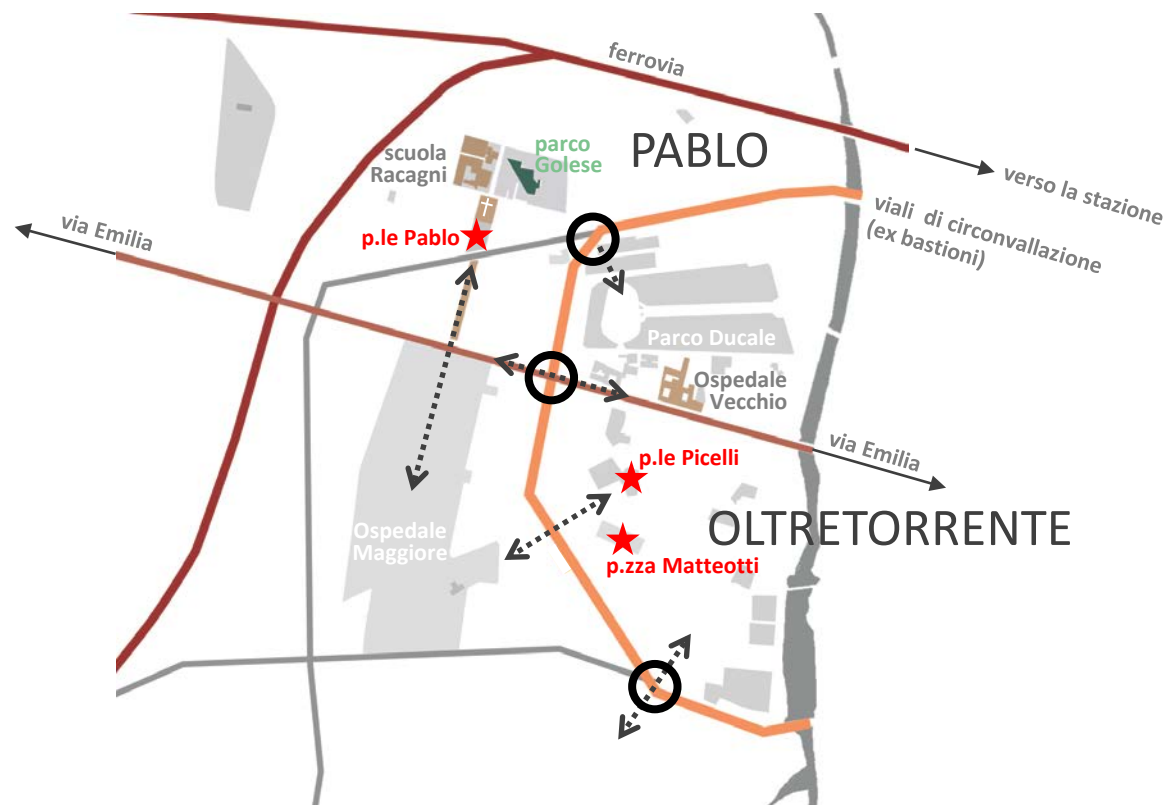 ferrovia
PABLO
parco
Golese
scuola
Racagni
verso la stazione
viali di circonvallazione
(ex bastioni)
via Emilia
p.le Pablo
Parco Ducale
Ospedale
Vecchio
via Emilia
p.le Picelli
OLTRETORRENTE
Ospedale
Maggiore
p.zza Matteotti